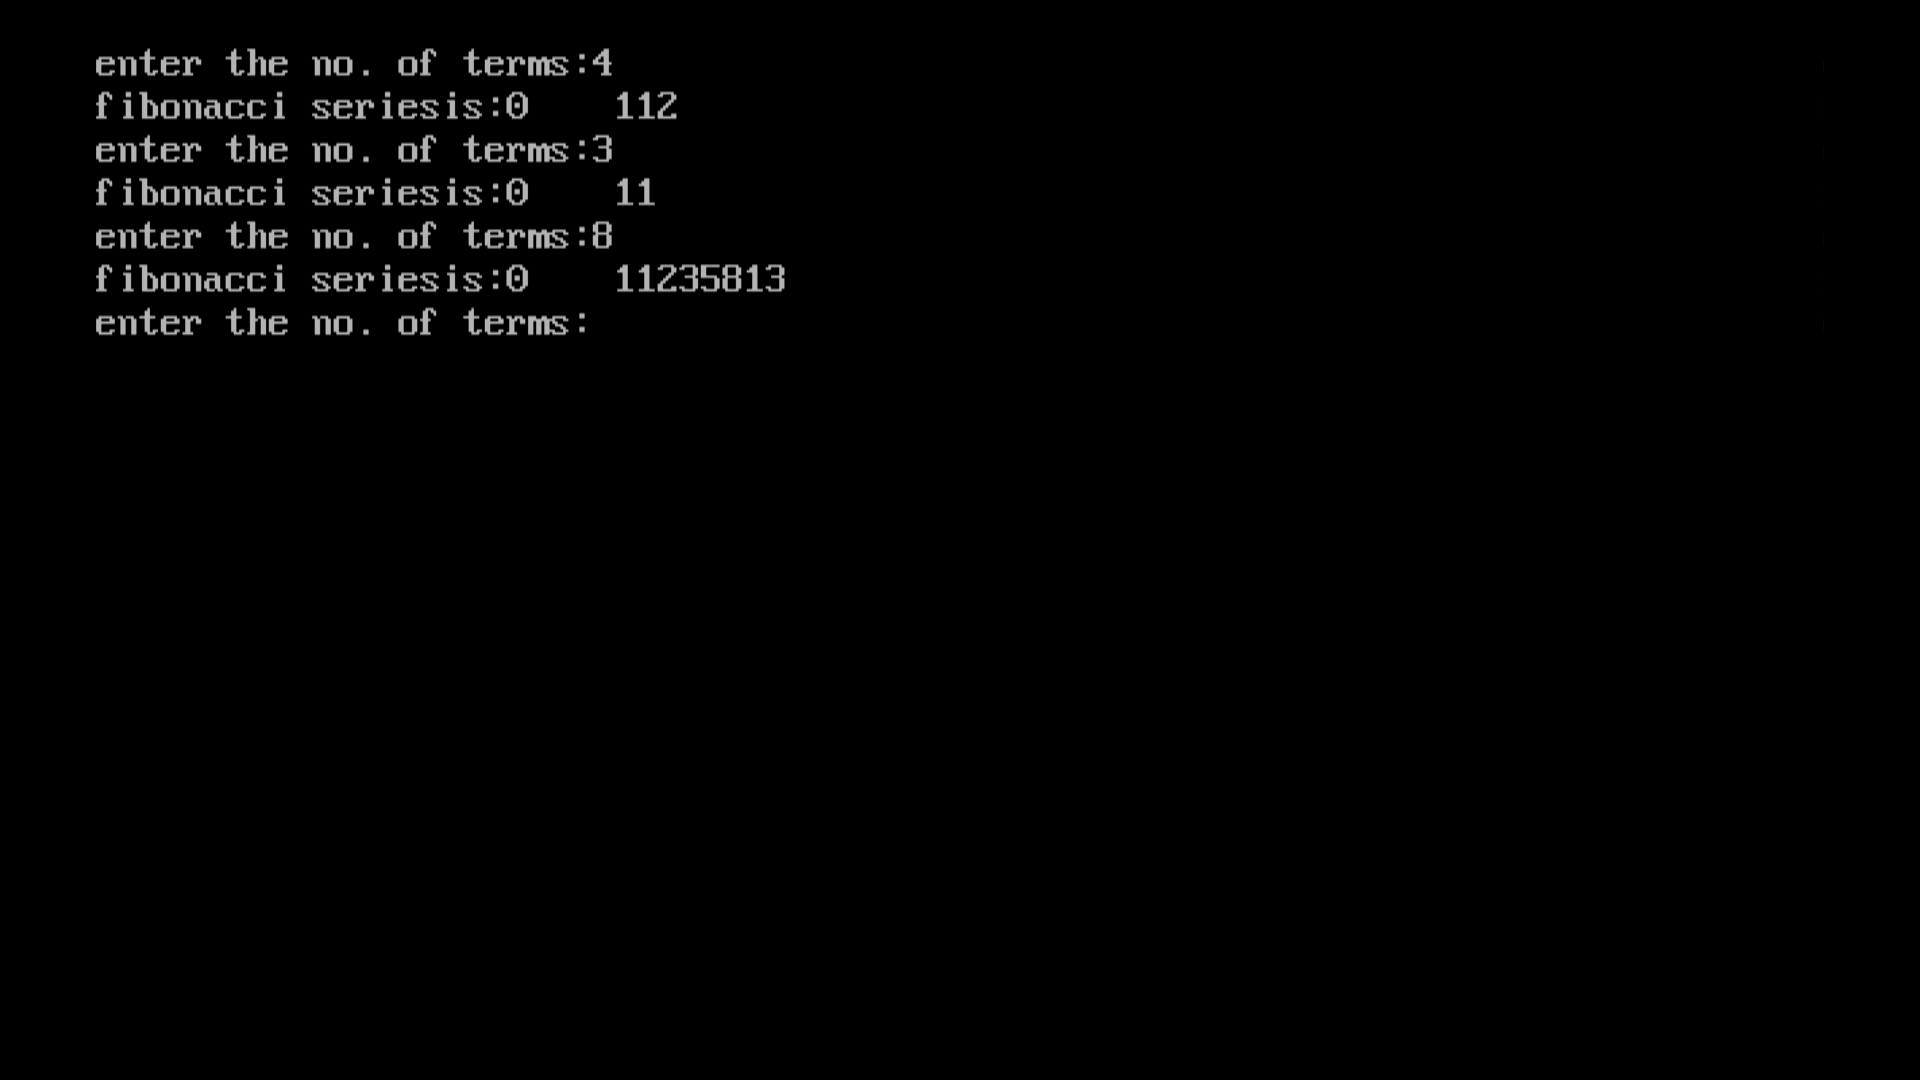 enter the no. of terms:4
fibonacci seriesis:0    112
enter the no. of terms:3
fibonacci seriesis:0    11
enter the no. of terms:8
fibonacci seriesis:0    11235813
enter the no. of terms: